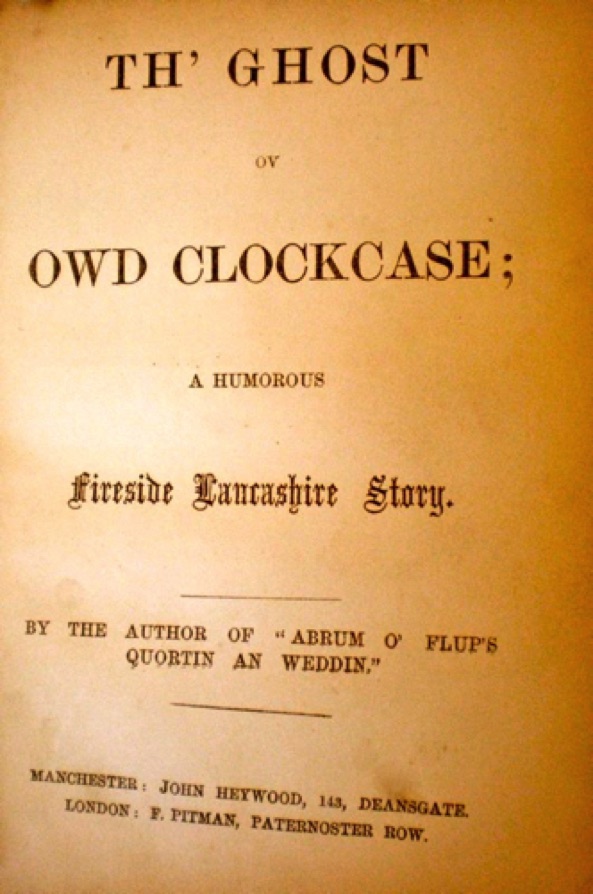 TH' GHOST
OV
OWD CLOCKCASE;
A HUMOROUS
Fireside Lancashire Story.
BY THE AUTHOR OF "ABRUM O' FLUP'S
QUORTIN AN WEDDIN."
MANCHESTER: JOHN HEYWOOD, 143, DEANSGATE.
LONDON: F. PITMAN, PATERNOSTER ROW.